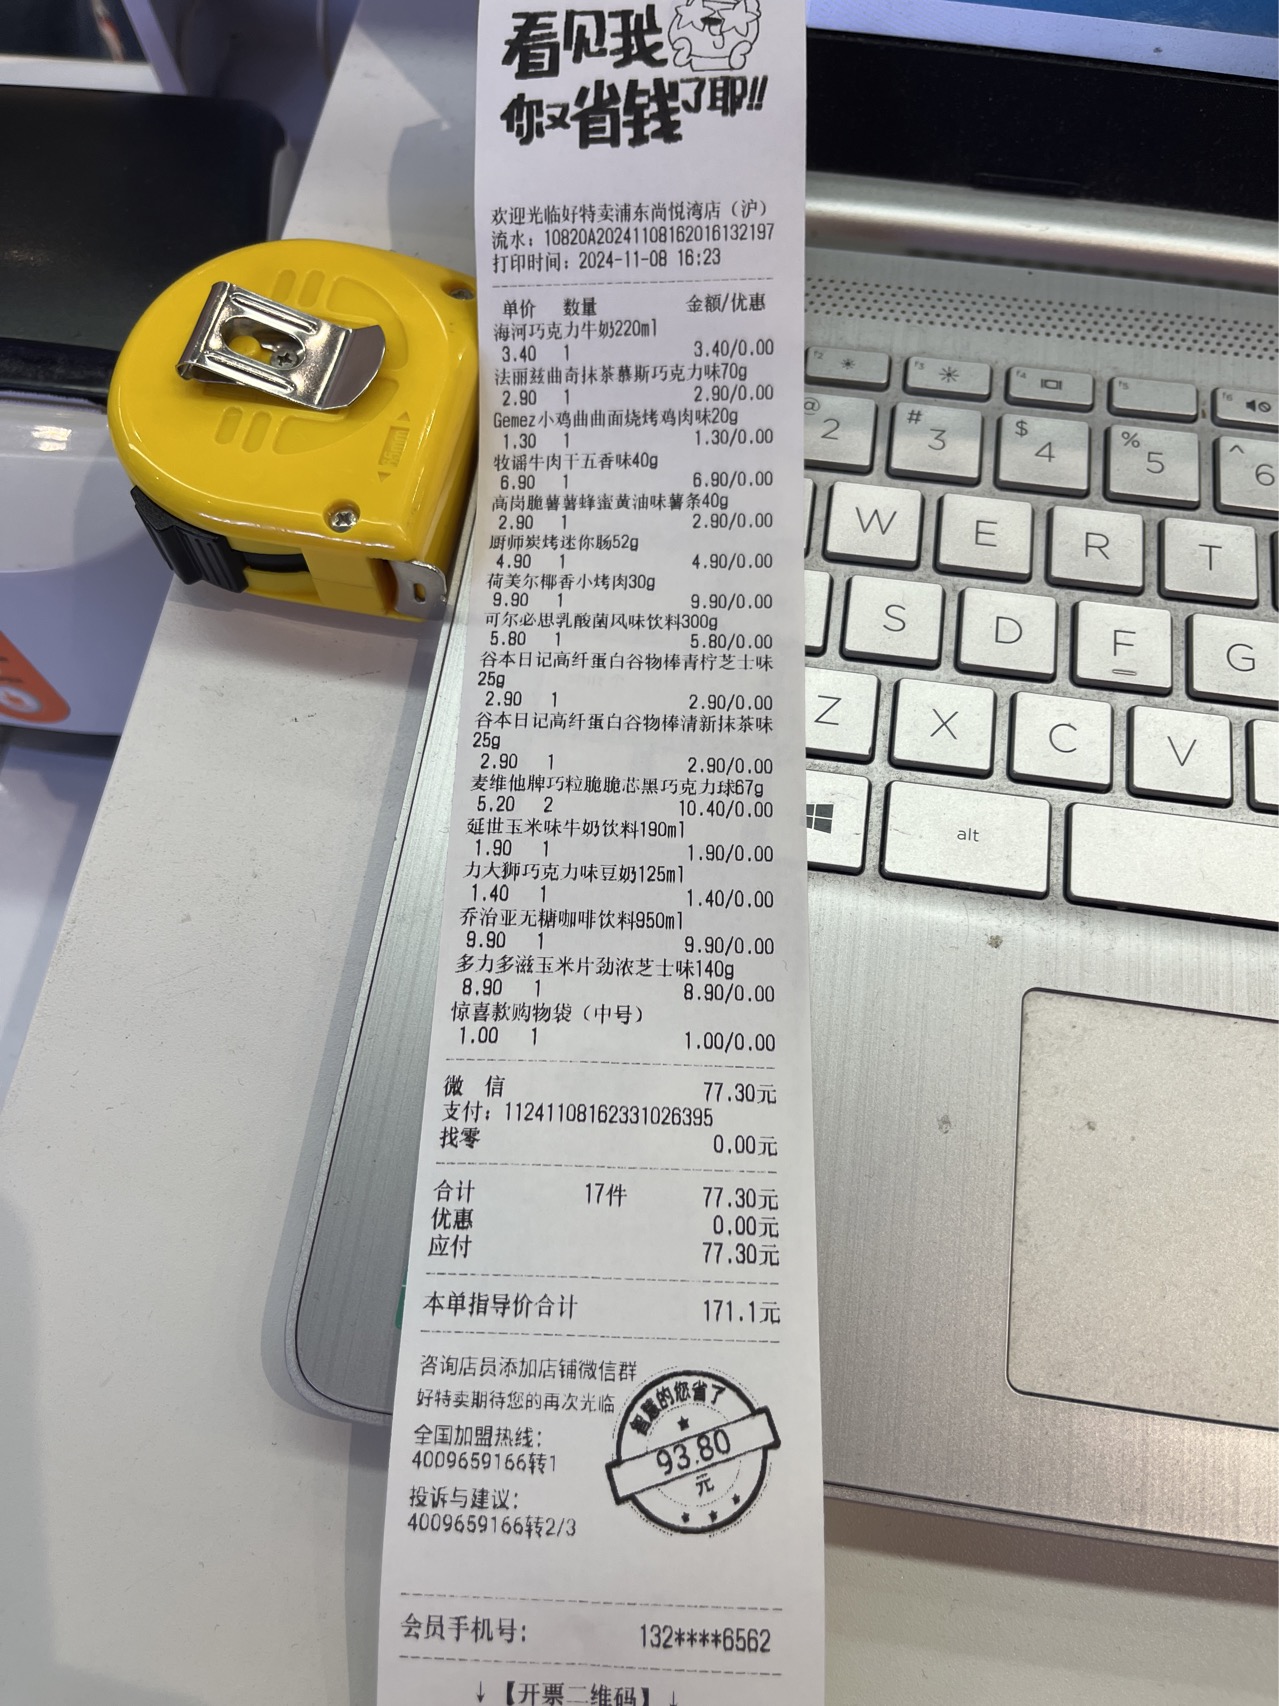 看见我
你又省钱了耶!!
欢迎光临好特卖浦东尚悦湾店（沪）
流水：10820A20241108162016132197
打印时间：2024-11-08 16:23
单价 数量 金额/优惠
海河巧克力牛奶220ml
3.40 1 3.40/0.00
法丽兹曲奇抹茶慕斯巧克力味70g
2.90 1 2.90/0.00
Gemez小鸡曲曲面烧烤鸡肉味20g
1.30 1 1.30/0.00
牧谣牛肉干五香味40g
6.90 1 6.90/0.00
高岗脆薯薯蜂蜜黄油味薯条40g
2.90 1 2.90/0.00
厨师炭烤迷你肠52g
4.90 1 4.90/0.00
荷美尔椰香小烤肉30g
9.90 1 9.90/0.00
可尔必思乳酸菌风味饮料300g
5.80 1 5.80/0.00
谷本日记高纤蛋白谷物棒青柠芝士味
25g
2.90 1 2.90/0.00
谷本日记高纤蛋白谷物棒清新抹茶味
25g
2.90 1 2.90/0.00
麦维他牌巧粒脆脆芯黑巧克力球67g
5.20 2 10.40/0.00
延世玉米味牛奶饮料190ml
1.90 1 1.90/0.00
力大狮巧克力味豆奶125ml
1.40 1 1.40/0.00
乔治亚无糖咖啡饮料950ml
9.90 1 9.90/0.00
多力多滋玉米片劲浓芝士味140g
8.90 1 8.90/0.00
惊喜款购物袋（中号）
1.00 1 1.00/0.00
微 信 77.30元
支付：112411081623310263​95
找零 0.00元
合计 17件 77.30元
优惠 0.00元
应付 77.30元
本单指导价合计 171.1元
咨询店员添加店铺微信群
好特卖期待您的再次光临
全国加盟热线：
4009659166转1
投诉与建议：
4009659166转2/3
智慧的您省了
93.80
元
会员手机号： 132****6562
↓【开票二维码】↓
f2
f3
f4
f5
f6
@ 2
# 3
$ 4
% 5
^ 6
W E R T
S D F G
Z X C V
alt